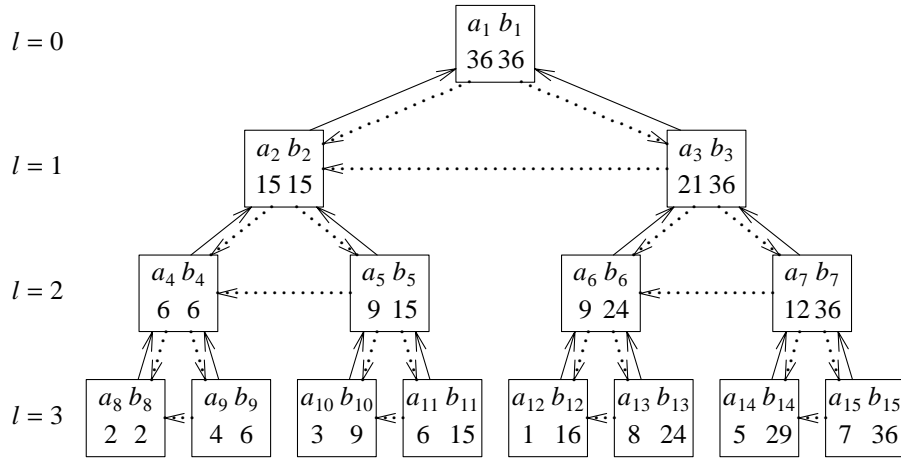 l = 0
a₁ b₁
36 36
l = 1
a₂ b₂
15 15
a₃ b₃
21 36
l = 2
a₄ b₄
6 6
a₅ b₅
9 15
a₆ b₆
9 24
a₇ b₇
12 36
l = 3
a₈ b₈
2 2
a₉ b₉
4 6
a₁₀ b₁₀
3 9
a₁₁ b₁₁
6 15
a₁₂ b₁₂
1 16
a₁₃ b₁₃
8 24
a₁₄ b₁₄
5 29
a₁₅ b₁₅
7 36